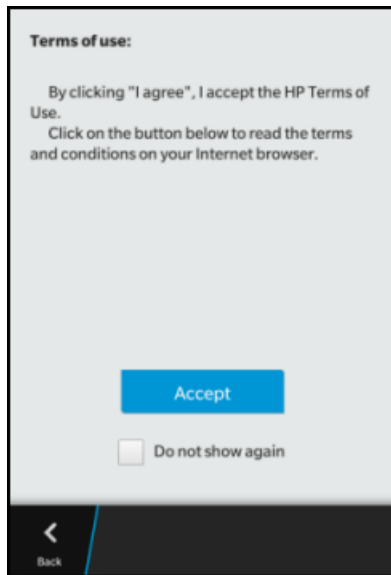 Terms of use:
By clicking "I agree", I accept the HP Terms of
Use.
Click on the button below to read the terms
and conditions on your Internet browser.
Accept
Do not show again
Back